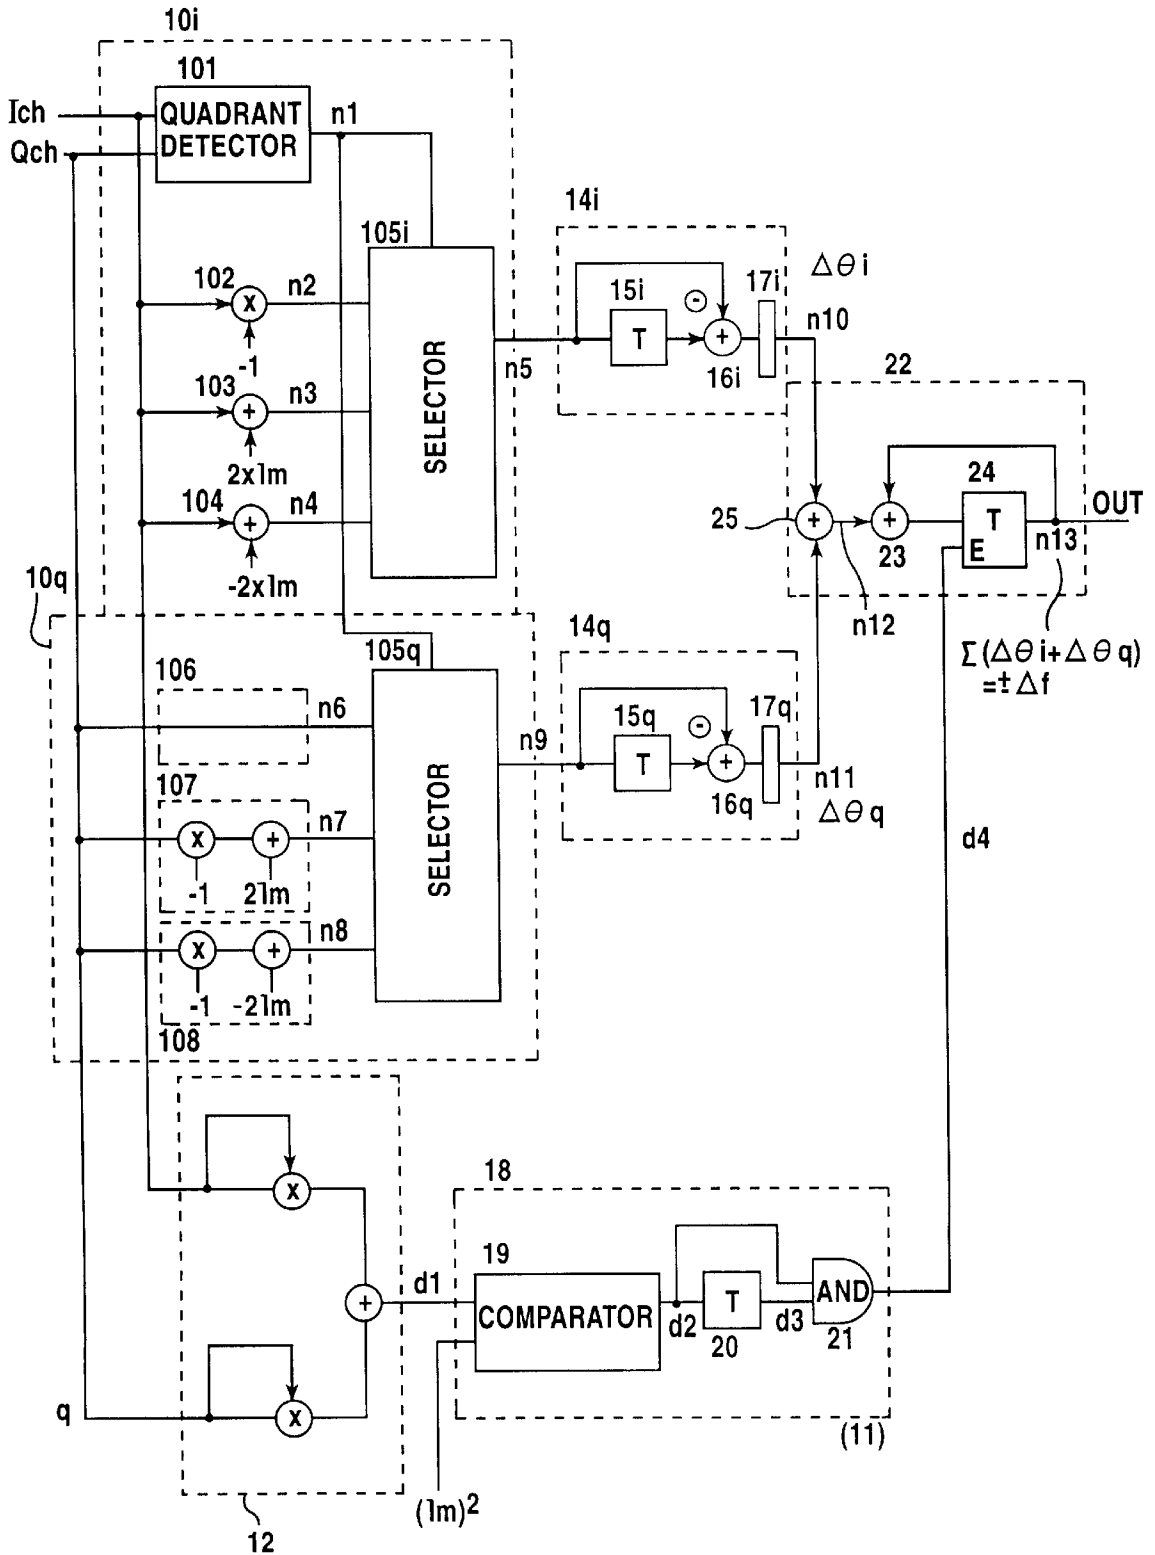 10i
101
Ich
QUADRANT
DETECTOR
n1
Qch
14i
105i
Δθi
102
X
n2
-1
15i
T
-
17i
+
16i
n10
n5
22
103
+
n3
2x1m
SELECTOR
104
+
n4
-2x1m
25
+
+
23
24
T
E
OUT
n13
n12
10q
14q
Σ(Δθi+Δθq)
=±Δf
105q
106
n6
n9
15q
T
-
17q
+
16q
n11
Δθq
107
X
+
n7
-1
21m
SELECTOR
d4
X
+
n8
-1
-21m
108
18
X
19
d1
+
COMPARATOR
d2
T
20
d3
AND
21
q
X
(11)
(1m)2
12